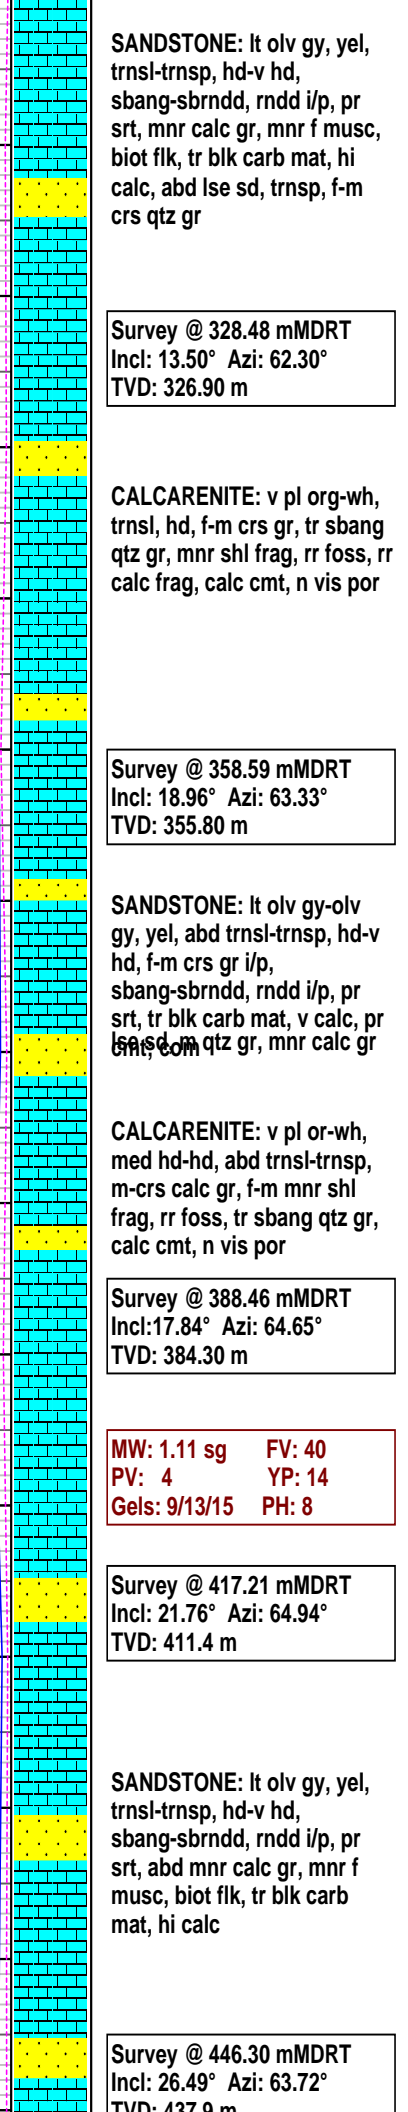 SANDSTONE: lt olv gy, yel,
trnsl-trnsp, hd-v hd,
sbang-sbrndd, rndd i/p, pr
srt, mnr calc gr, mnr f musc,
biot flk, tr blk carb mat, hi
calc, abd lse sd, trnsp, f-m
crs qtz gr
Survey @ 328.48 mMDRT
Incl: 13.50° Azi: 62.30°
TVD: 326.90 m
CALCARENITE: v pl org-wh,
trnsl, hd, f-m crs gr, tr sbang
qtz gr, mnr shl frag, rr foss, rr
calc frag, calc cmt, n vis por
Survey @ 358.59 mMDRT
Incl: 18.96° Azi: 63.33°
TVD: 355.80 m
SANDSTONE: lt olv gy-olv
gy, yel, abd trnsl-trnsp, hd-v
hd, f-m crs gr i/p,
sbang-sbrndd, rndd i/p, pr
srt, tr blk carb mat, v calc, pr
cmt, com
lse sd, m qtz gr, mnr calc gr
CALCARENITE: v pl or-wh,
med hd-hd, abd trnsl-trnsp,
m-crs calc gr, f-m mnr shl
frag, rr foss, tr sbang qtz gr,
calc cmt, n vis por
Survey @ 388.46 mMDRT
Incl:17.84° Azi: 64.65°
TVD: 384.30 m
MW: 1.11 sg FV: 40
PV: 4 YP: 14
Gels: 9/13/15 PH: 8
Survey @ 417.21 mMDRT
Incl: 21.76° Azi: 64.94°
TVD: 411.4 m
SANDSTONE: lt olv gy, yel,
trnsl-trnsp, hd-v hd,
sbang-sbrndd, rndd i/p, pr
srt, abd mnr calc gr, mnr f
musc, biot flk, tr blk carb
mat, hi calc
Survey @ 446.30 mMDRT
Incl: 26.49° Azi: 63.72°
TVD: 437.9 m